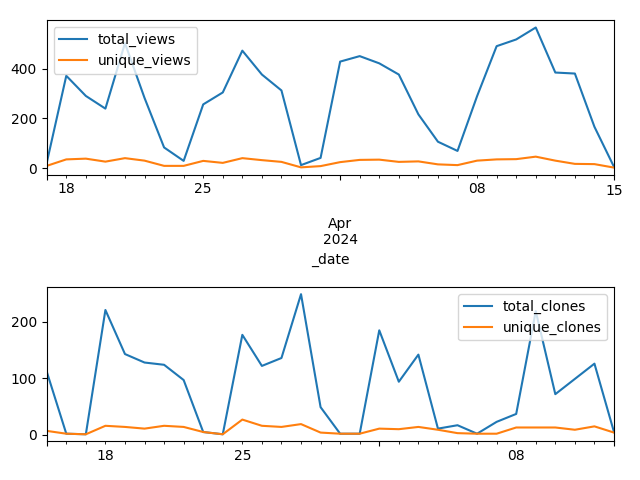 total_views
unique_views
400
200
0
18 25 08 15
Apr
2024
_date
total_clones
unique_clones
200
100
0
18 25 08